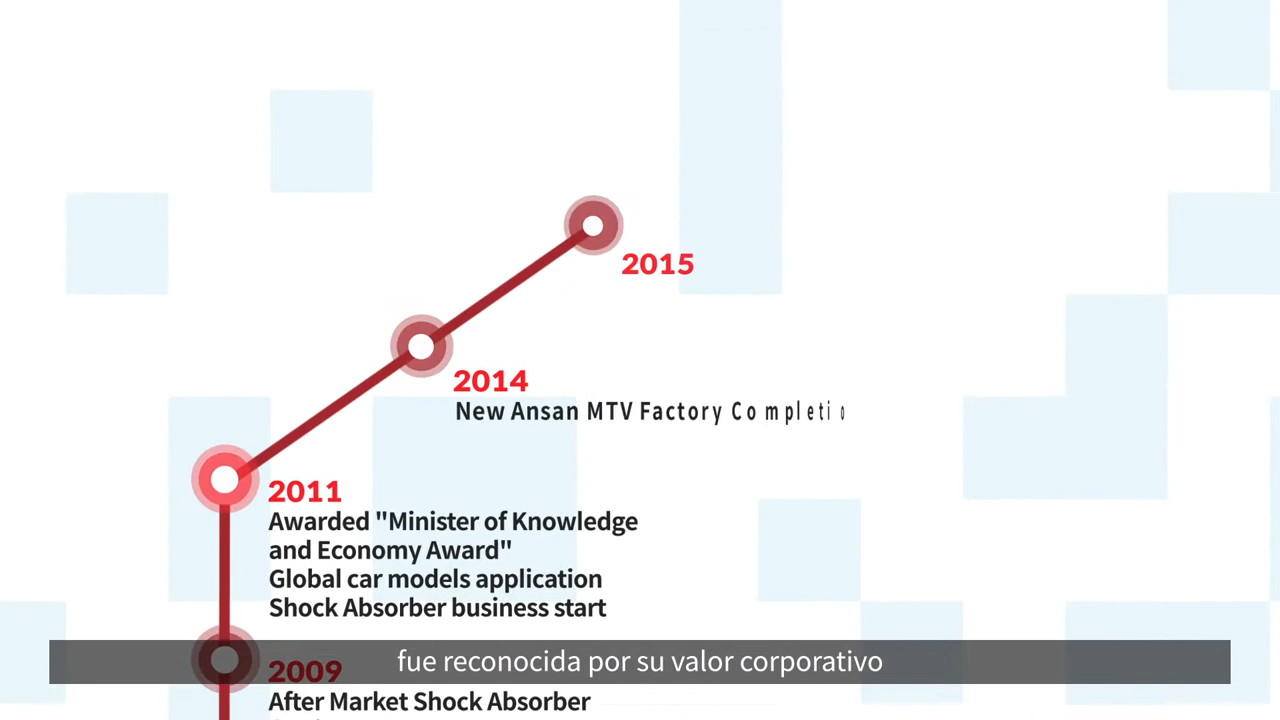 2015
2014
New Ansan MTV Factory Completio
2011
Awarded "Minister of Knowledge
and Economy Award"
Global car models application
Shock Absorber business start
fue reconocida por su valor corporativo
2009
After Market Shock Absorber